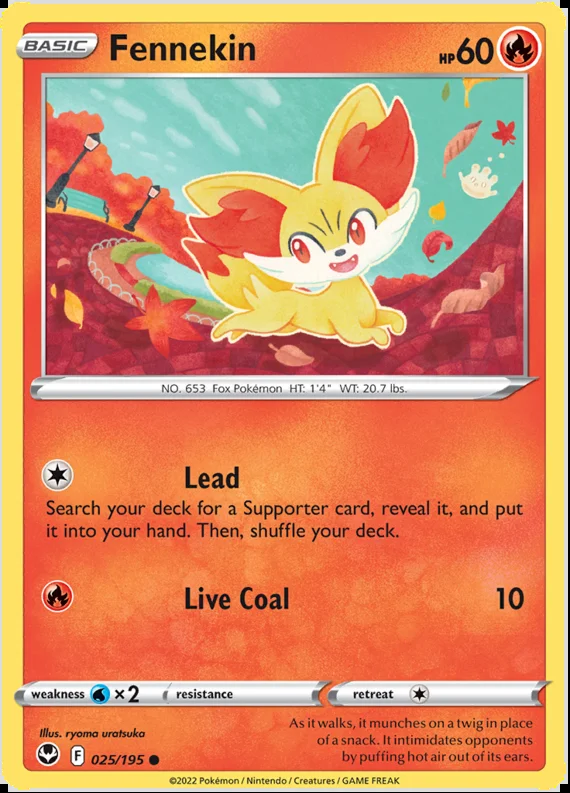 BASIC Fennekin HP 60
NO. 653 Fox Pokémon HT: 1'4" WT: 20.7 lbs.
Lead
Search your deck for a Supporter card, reveal it, and put
it into your hand. Then, shuffle your deck.
Live Coal 10
weakness ×2 resistance retreat
Illus. ryoma uratsuka
F 025/195
As it walks, it munches on a twig in place
of a snack. It intimidates opponents
by puffing hot air out of its ears.
©2022 Pokémon / Nintendo / Creatures / GAME FREAK